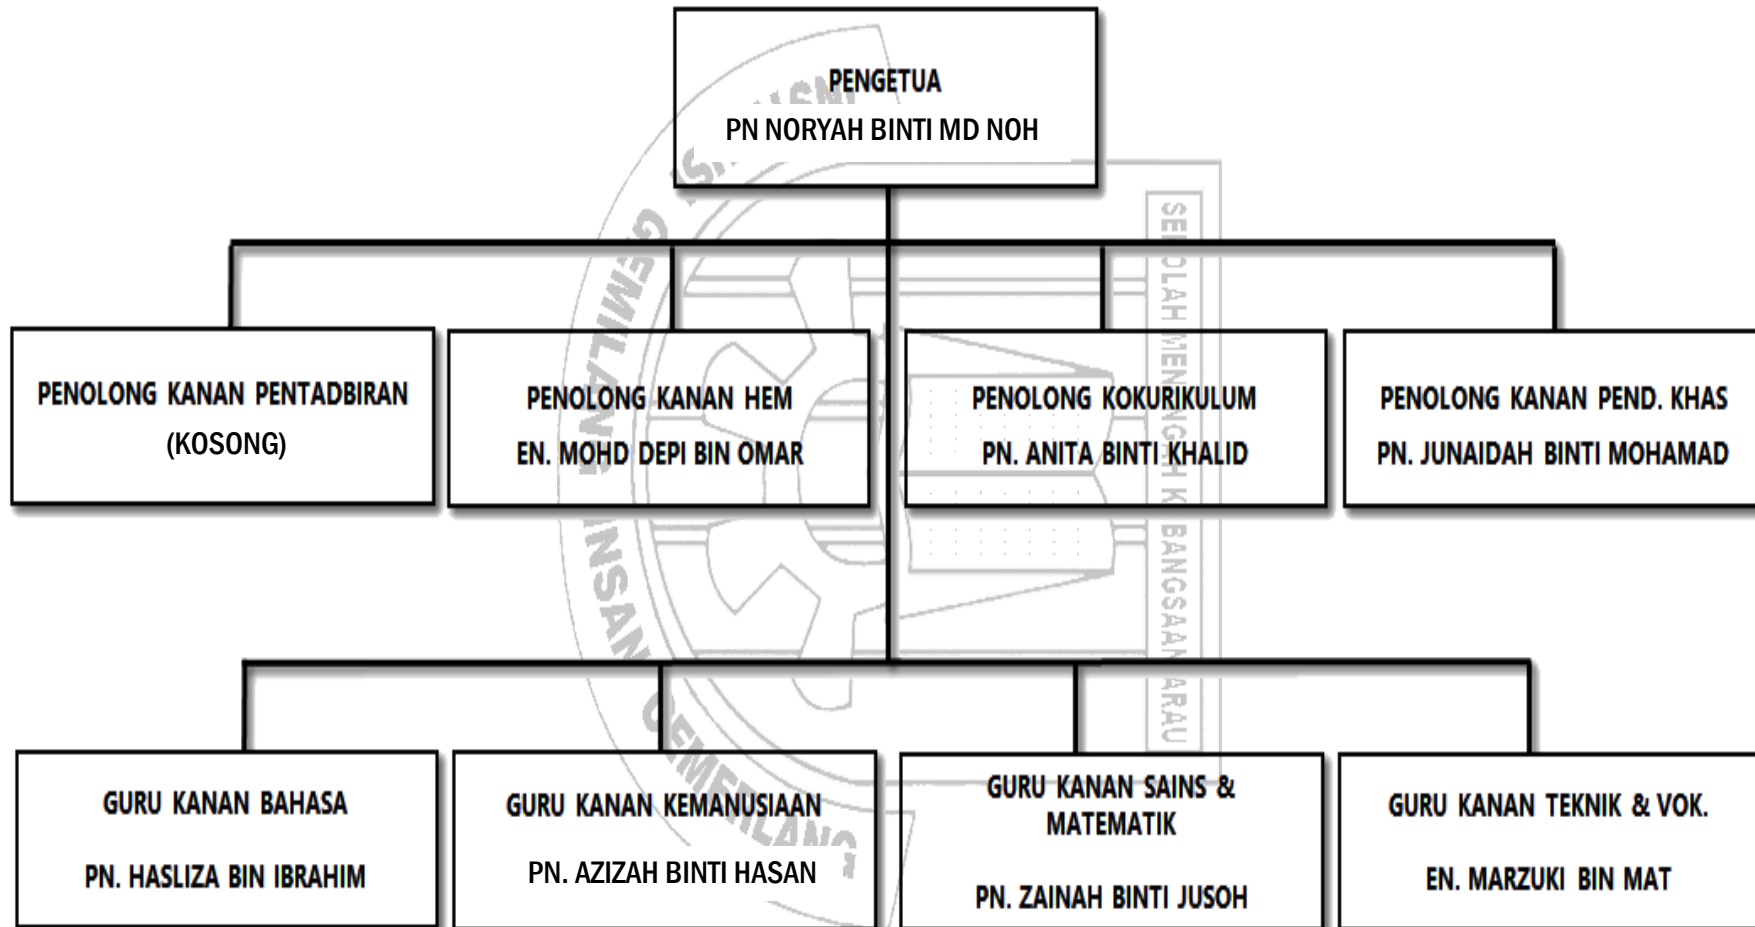 PENGETUA
PN NORYAH BINTI MD NOH
PENOLONG KANAN PENTADBIRAN
(KOSONG)
PENOLONG KANAN HEM
EN. MOHD DEPI BIN OMAR
PENOLONG KOKURIKULUM
PN. ANITA BINTI KHALID
PENOLONG KANAN PEND. KHAS
PN. JUNAIDAH BINTI MOHAMAD
GURU KANAN BAHASA
PN. HASLIZA BIN IBRAHIM
GURU KANAN KEMANUSIAAN
PN. AZIZAH BINTI HASAN
GURU KANAN SAINS &
MATEMATIK
PN. ZAINAH BINTI JUSOH
GURU KANAN TEKNIK & VOK.
EN. MARZUKI BIN MAT
GEMILANG
INSAN